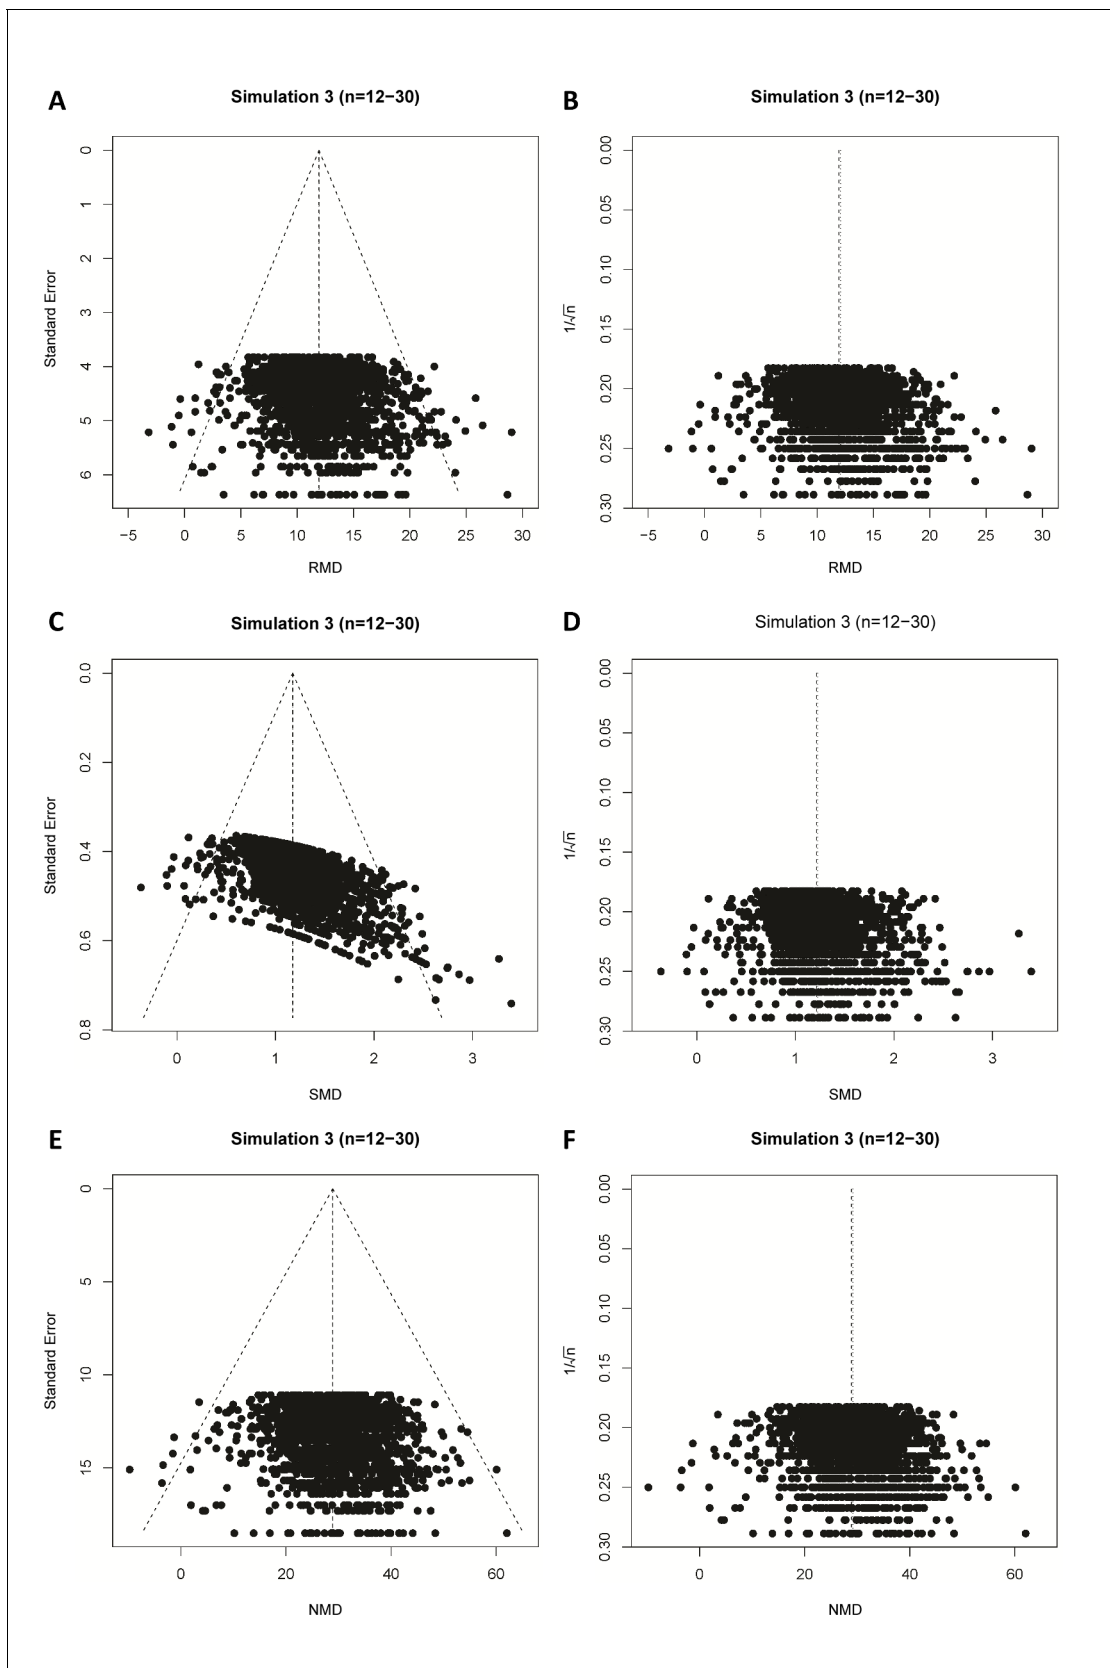 A
Simulation 3 (n=12−30)
0
1
2
3
4
5
6
Standard Error
−5 0 5 10 15 20 25 30
RMD
B
Simulation 3 (n=12−30)
0.00
0.05
0.10
0.15
0.20
0.25
0.30
1/√n
−5 0 5 10 15 20 25 30
RMD
C
Simulation 3 (n=12−30)
0.0
0.2
0.4
0.6
0.8
Standard Error
0 1 2 3
SMD
D
Simulation 3 (n=12−30)
0.00
0.05
0.10
0.15
0.20
0.25
0.30
1/√n
0 1 2 3
SMD
E
Simulation 3 (n=12−30)
0
5
10
15
Standard Error
0 20 40 60
NMD
F
Simulation 3 (n=12−30)
0.00
0.05
0.10
0.15
0.20
0.25
0.30
1/√n
0 20 40 60
NMD